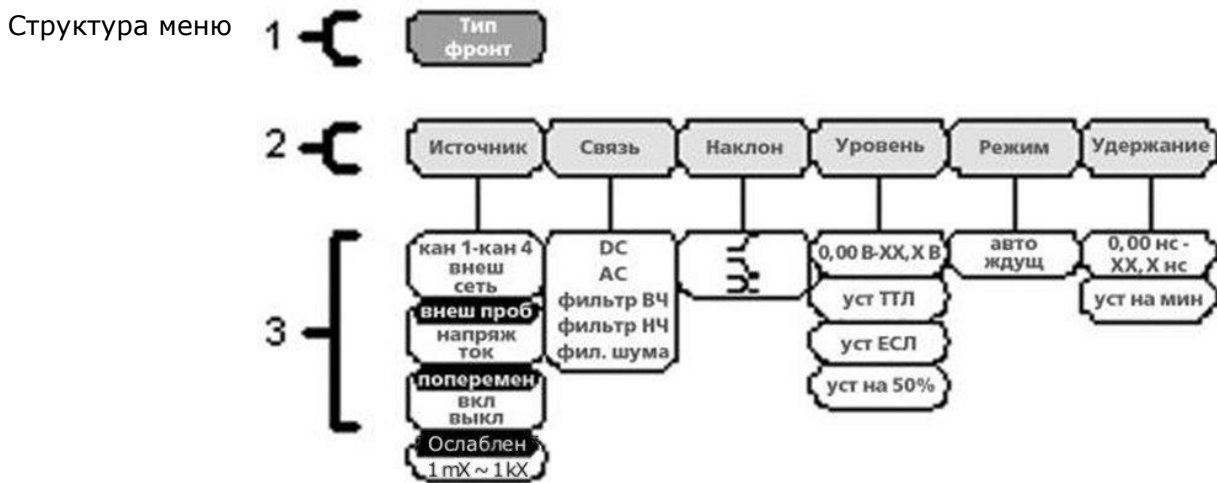 Структура меню
1
Тип
фронт
2
Источник
Связь
Наклон
Уровень
Режим
Удержание
3
кан 1-кан 4
внеш
сеть
внеш проб
напряж
ток
поперемен
вкл
выкл
Ослаблен
1 mX ~ 1 kX
DC
AC
фильтр ВЧ
фильтр НЧ
фил. шума
0,00 В-XX,X В
уст ТТЛ
уст ЕСЛ
уст на 50%
авто
ждущ
0,00 нс -
XX,X нс
уст на мин